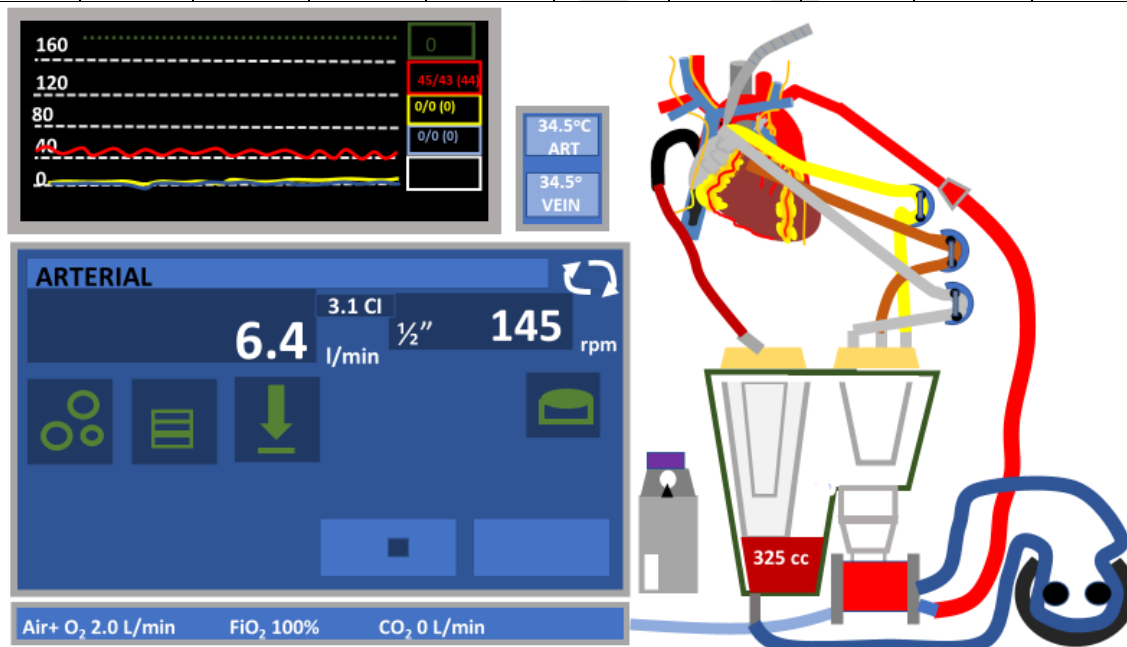 160
0
120
45/43 (44)
0/0 (0)
80
0/0 (0)
40
0
34.5°C
ART
34.5°
VEIN
ARTERIAL
3.1 CI
6.4 l/min ½” 145 rpm
325 cc
Air+ O₂ 2.0 L/min FiO₂ 100% CO₂ 0 L/min